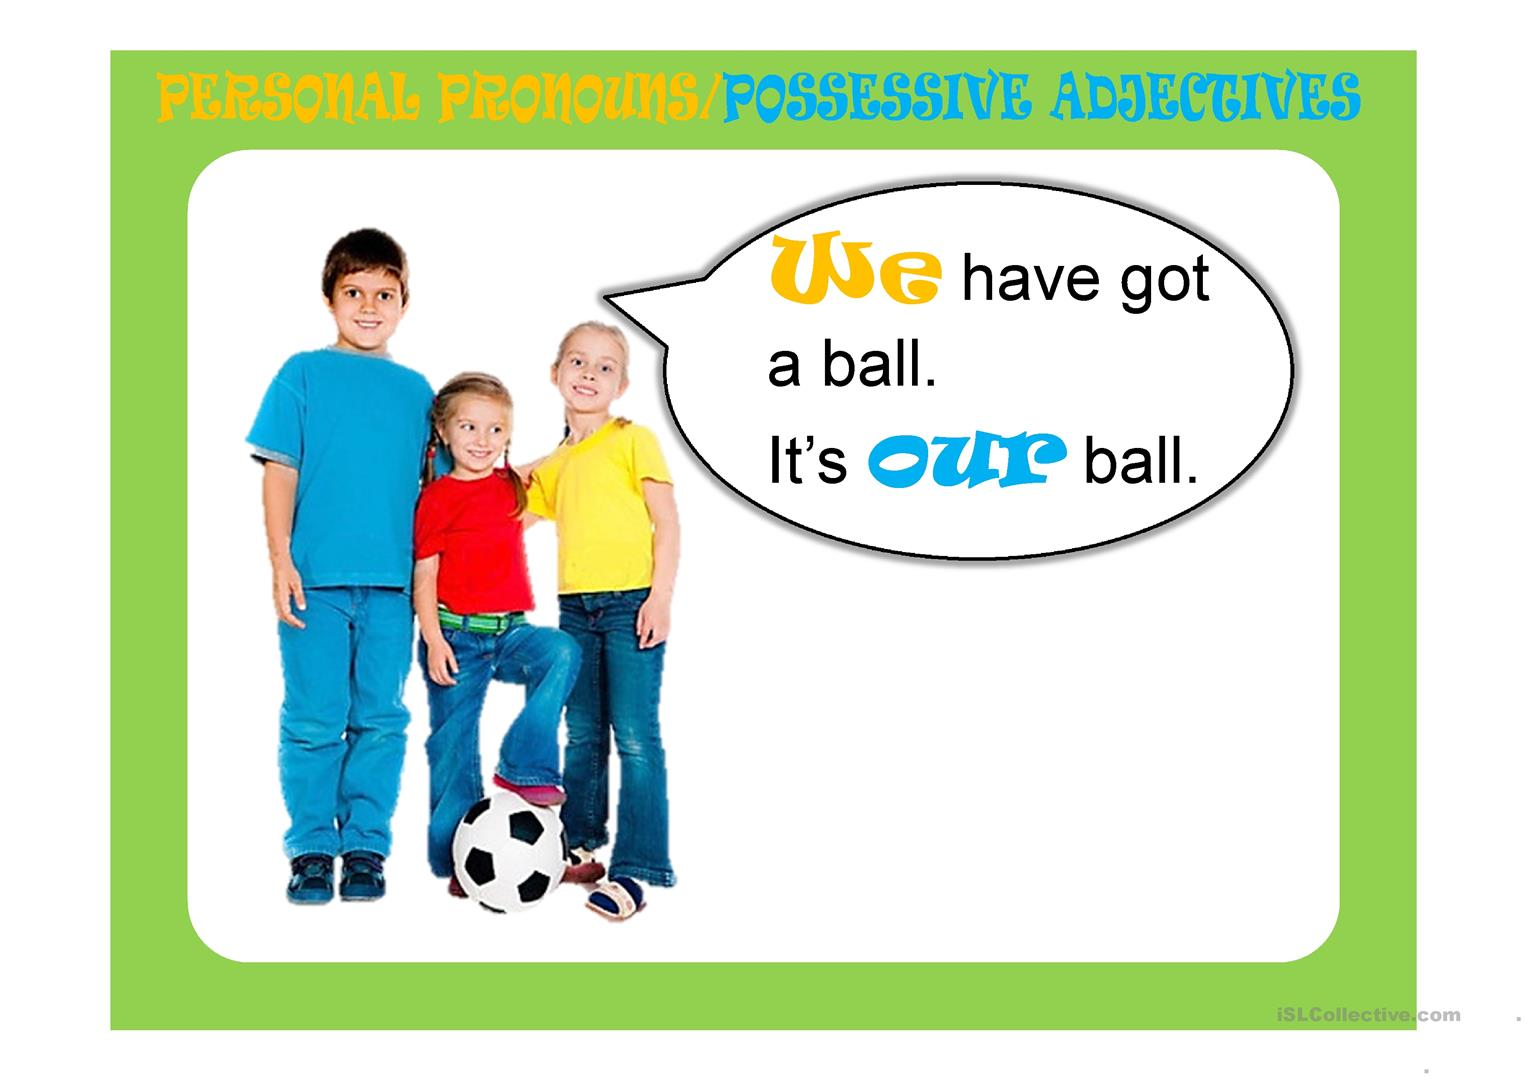 PERSONAL PRONOUNS/POSSESSIVE ADJECTIVES
We have got
a ball.
It’s our ball.
iSLCollective.com